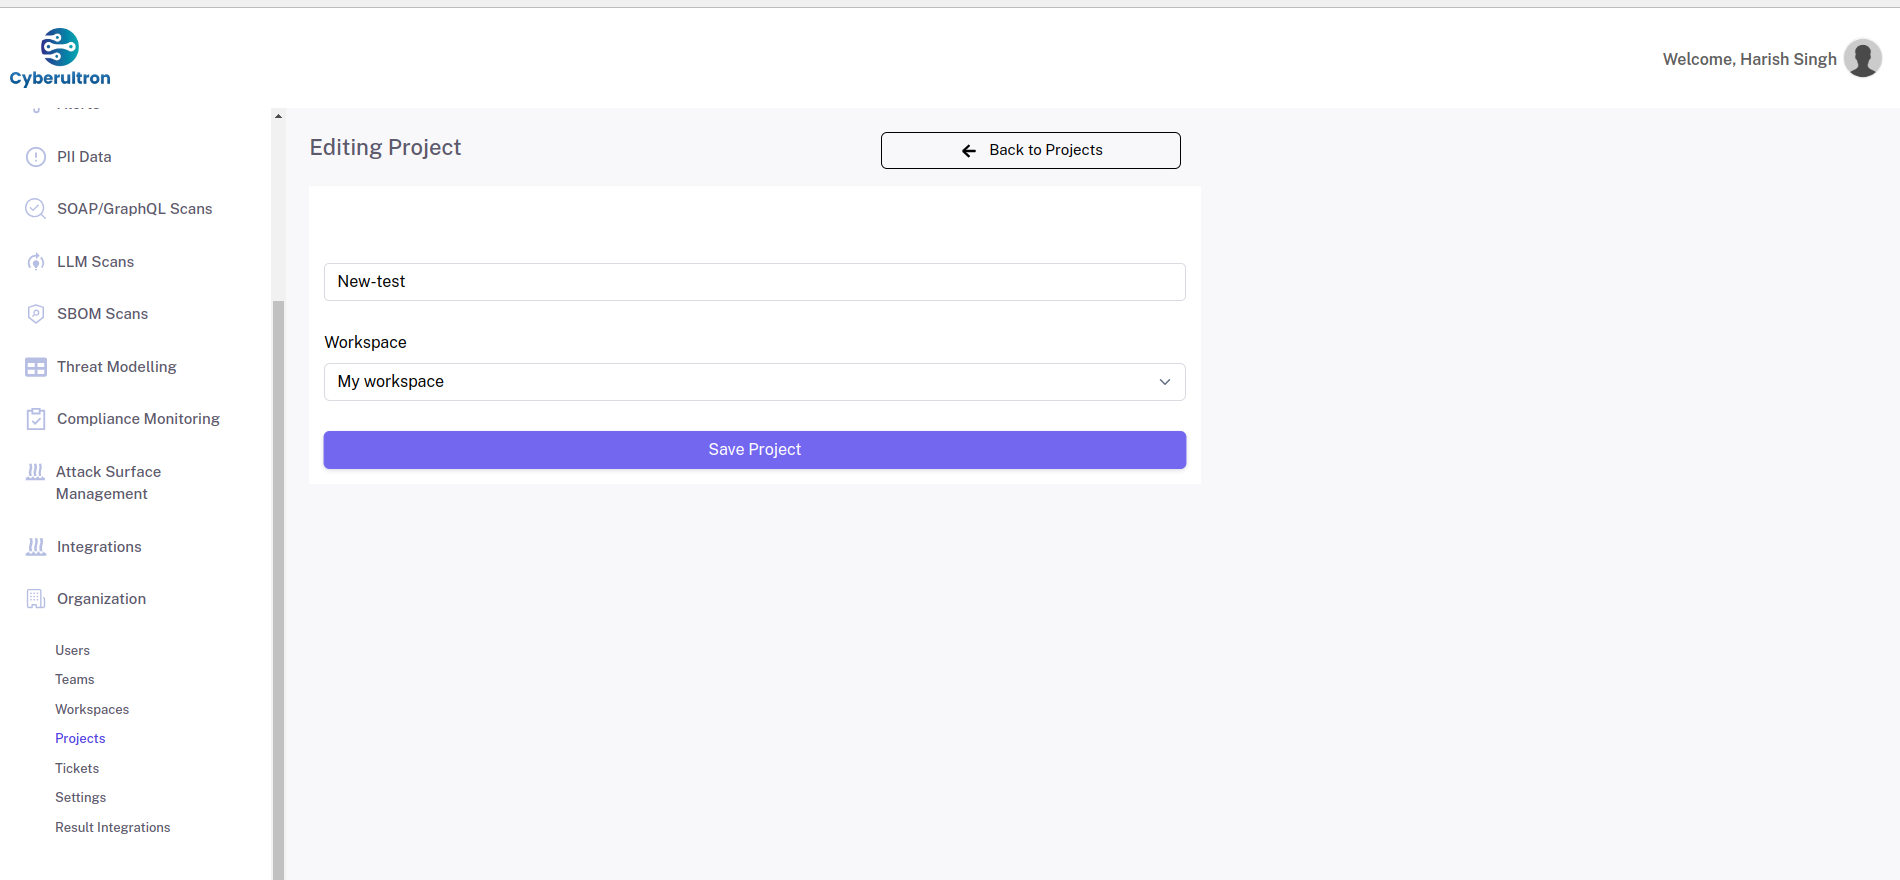 Cyberultron
Welcome, Harish Singh
PII Data
SOAP/GraphQL Scans
LLM Scans
SBOM Scans
Threat Modelling
Compliance Monitoring
Attack Surface
Management
Integrations
Organization
Users
Teams
Workspaces
Projects
Tickets
Settings
Result Integrations
Editing Project
Back to Projects
New-test
Workspace
My workspace
Save Project